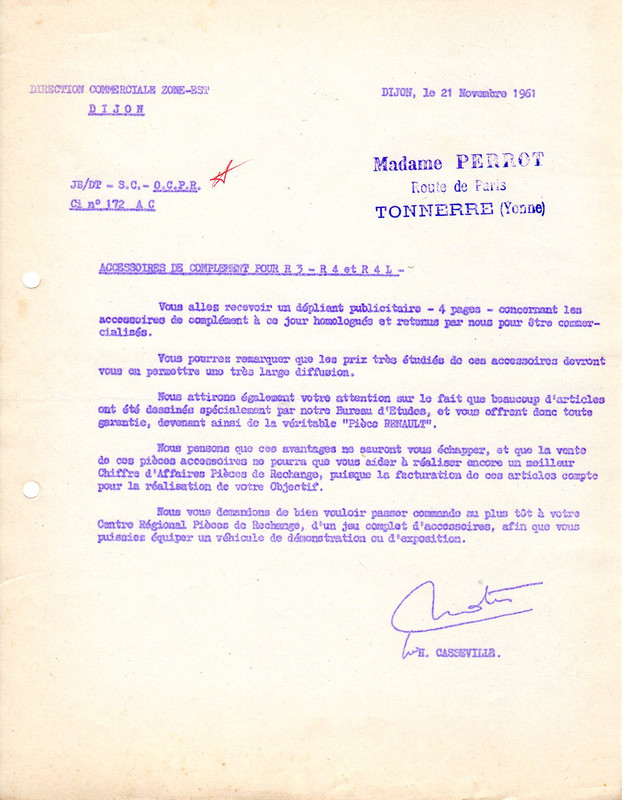 DIRECTION COMMERCIALE ZONE-EST
DIJON
DIJON, le 21 Novembre 1961
Madame PERROT
Route de Paris
TONNERRE (Yonne)
JB/DT - S.C.- O.C.P.R.
Ci n° 172 A C
ACCESSOIRES DE COMPLEMENT POUR R 3 - R 4 et R 4 L -
Vous allez recevoir un dépliant publicitaire - 4 pages - concernant les
accessoires de complément à ce jour homologués et retenus par nous pour être commer-
cialisés.
Vous pourrez remarquer que les prix très étudiés de ces accessoires devront
vous en permettre une très large diffusion.
Nous attirons également votre attention sur le fait que beaucoup d'articles
ont été dessinés spécialement par notre Bureau d'Etudes, et vous offrent donc toute
garantie, devenant ainsi de la véritable "Pièce RENAULT".
Nous pensons que ces avantages ne sauront vous échapper, et que la vente
de ces pièces accessoires ne pourra que vous aider à réaliser encore un meilleur
Chiffre d'Affaires Pièces de Rechange, puisque la facturation de ces articles compte
pour la réalisation de votre Objectif.
Nous vous demandons de bien vouloir passer commande au plus tôt à votre
Centre Régional Pièces de Rechange, d'un jeu complet d'accessoires, afin que vous
puissiez équiper un véhicule de démonstration ou d'exposition.
H. CASSEVILLE.